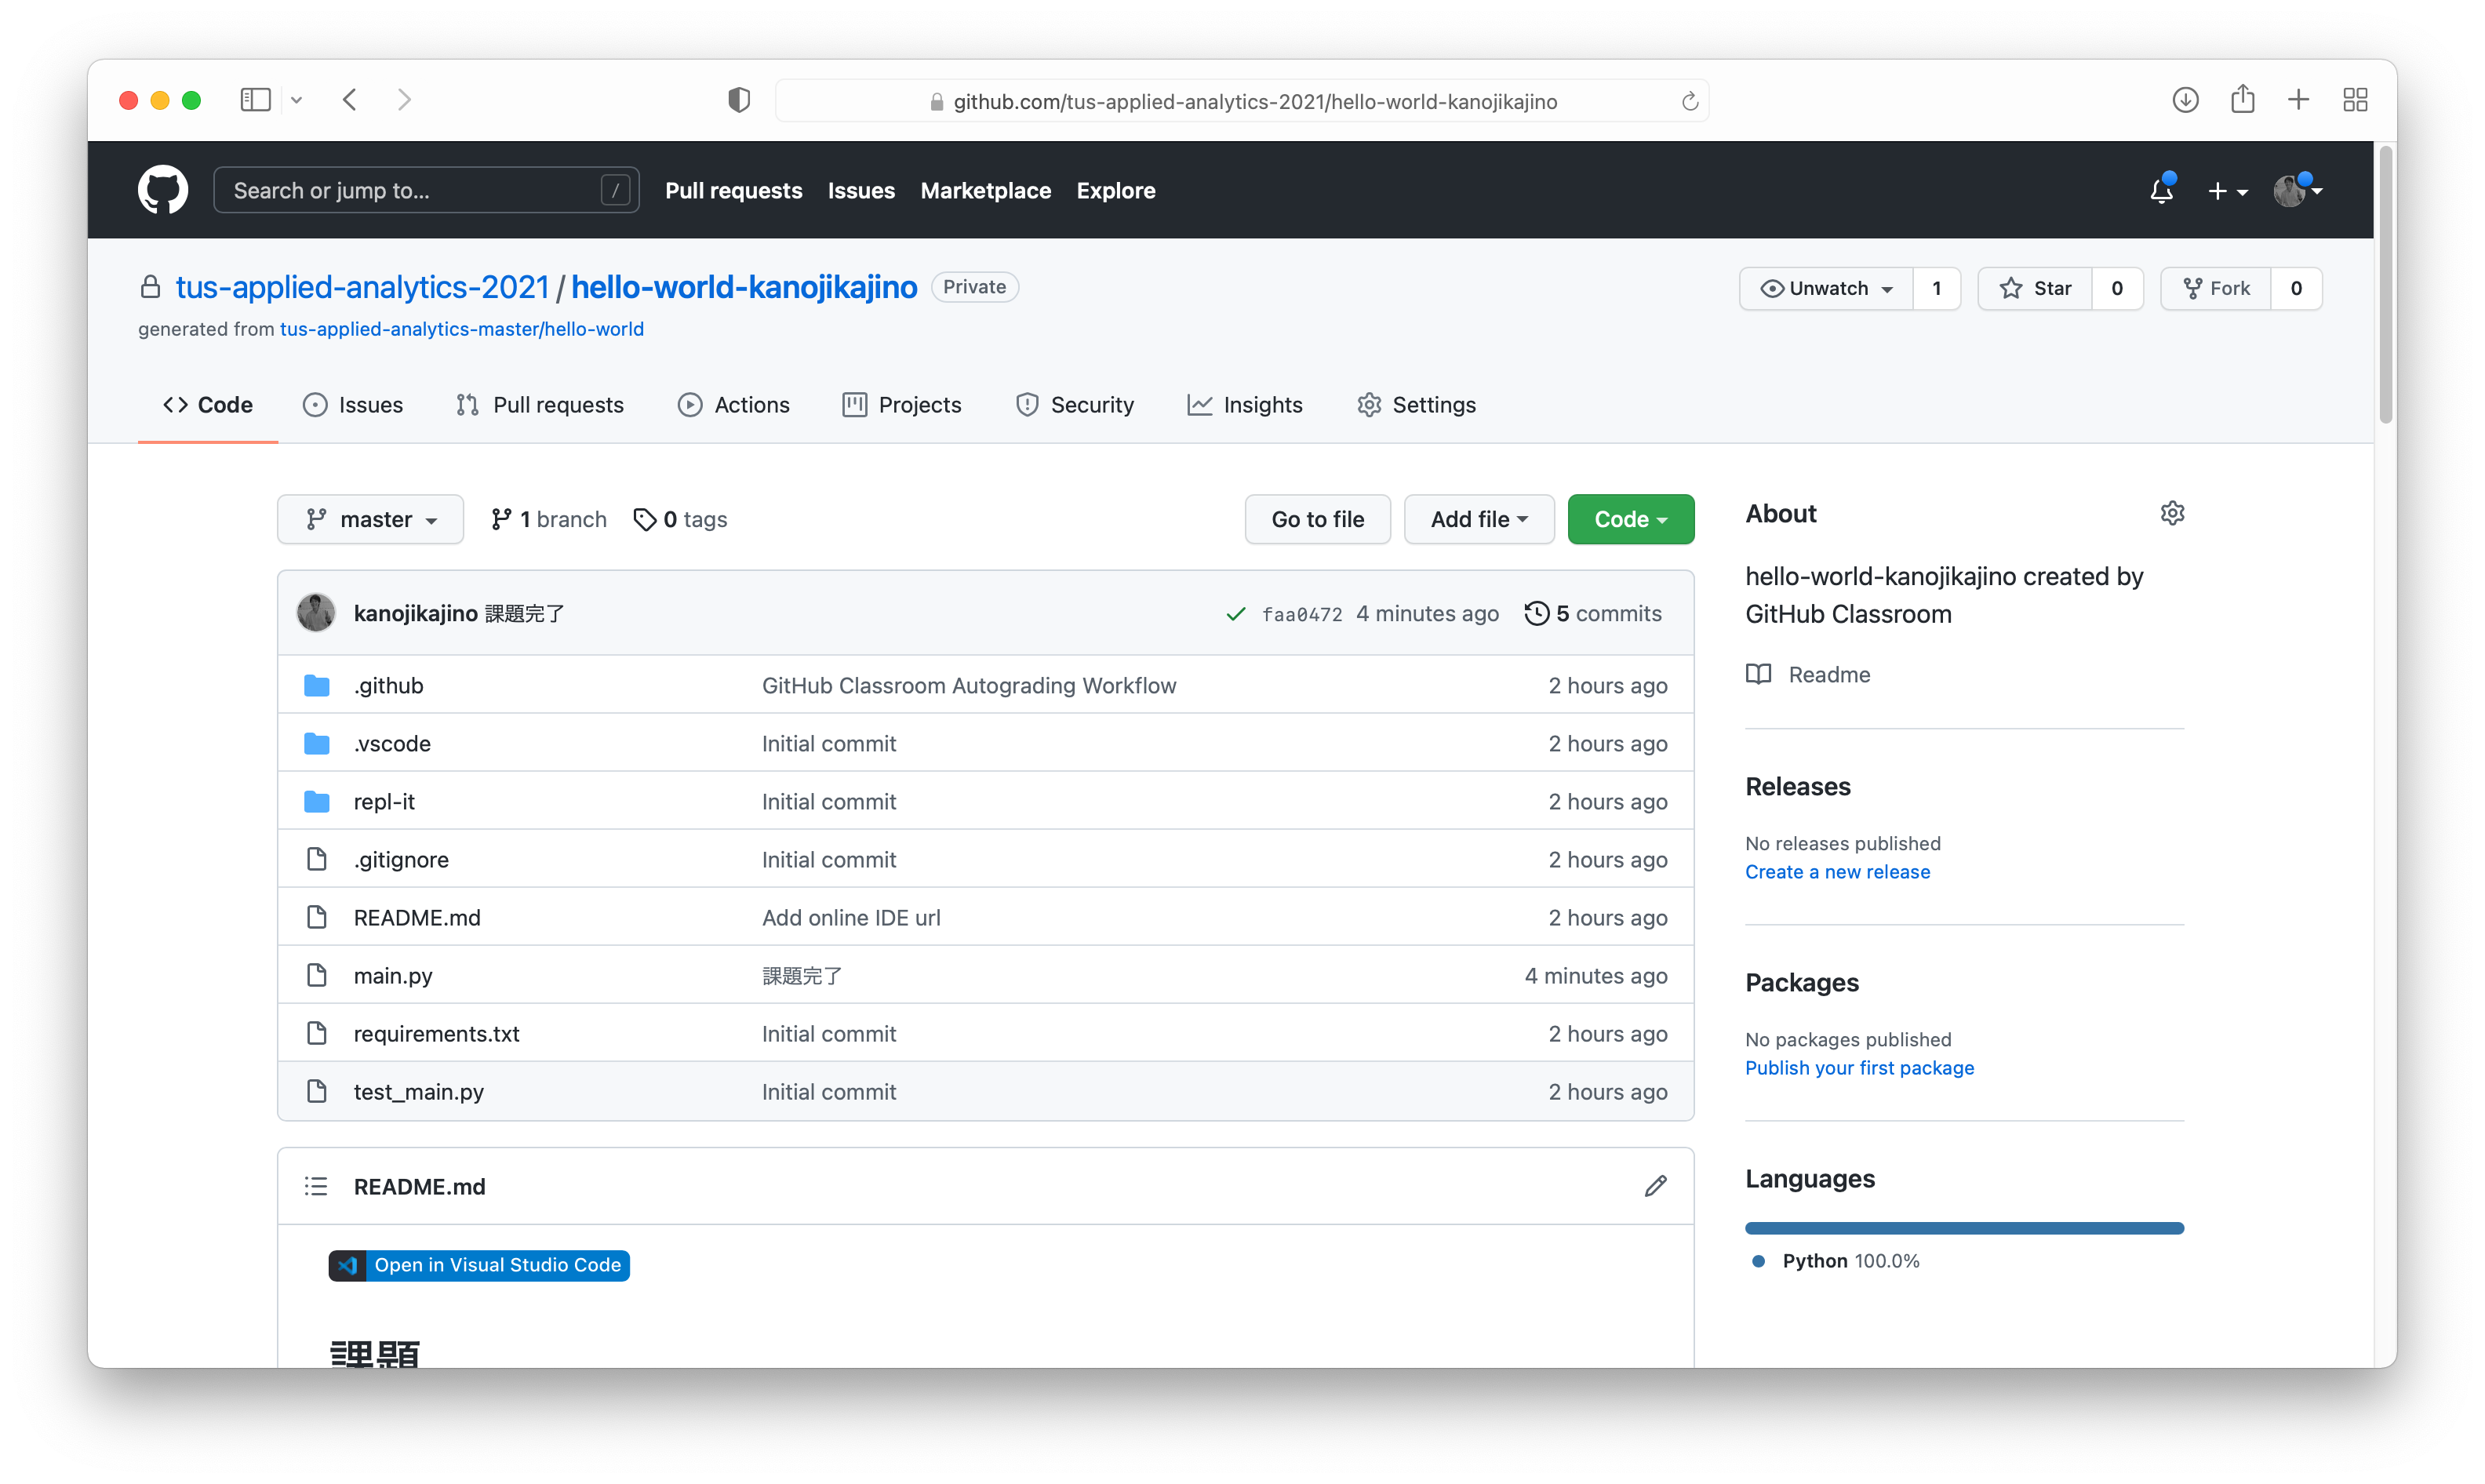 github.com/tus-applied-analytics-2021/hello-world-kanojikajino
Search or jump to... /
Pull requests Issues Marketplace Explore
tus-applied-analytics-2021 / hello-world-kanojikajino Private
Unwatch 1 Star 0 Fork 0
generated from tus-applied-analytics-master/hello-world
Code Issues Pull requests Actions Projects Security Insights Settings
master 1 branch 0 tags Go to file Add file Code
kanojikajino 課題完了 faa0472 4 minutes ago 5 commits
.github GitHub Classroom Autograding Workflow 2 hours ago
.vscode Initial commit 2 hours ago
repl-it Initial commit 2 hours ago
.gitignore Initial commit 2 hours ago
README.md Add online IDE url 2 hours ago
main.py 課題完了 4 minutes ago
requirements.txt Initial commit 2 hours ago
test_main.py Initial commit 2 hours ago
README.md
Open in Visual Studio Code
課題
About
hello-world-kanojikajino created by
GitHub Classroom
Readme
Releases
No releases published
Create a new release
Packages
No packages published
Publish your first package
Languages
Python 100.0%